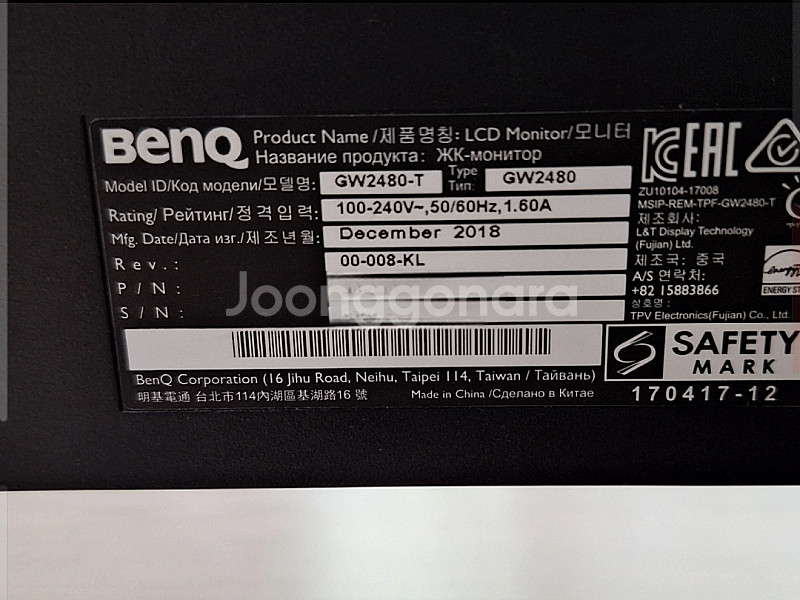 BenQ
Product Name /제품명칭: LCD Monitor/모니터
Название продукта: ЖК-монитор
Model ID/Код модели/모델명: GW2480-T Type Тип: GW2480
Rating/ Рейтинг/정격입력: 100-240V~,50/60Hz,1.60A
Mfg. Date/Дата изг./제조년월: December 2018
Rev.: 00-008-KL
P/N:
S/N:
KC EAC
ZU10104-17008
MSIP-REM-TPF-GW2480-T
제조회사:
L&T Display Technology
(Fujian) Ltd.
제조국: 중국
A/S 연락처:
+82 15883866
상호명:
TPV Electronics(Fujian) Co., Ltd.
ENERGY ST
Joonggonara
SAFETY
MARK
170417-12
BenQ Corporation (16 Jihu Road, Neihu, Taipei 114, Taiwan / Тайвань)
明基電通 台北市114內湖區基湖路16 號
Made in China /Сделано в Китае